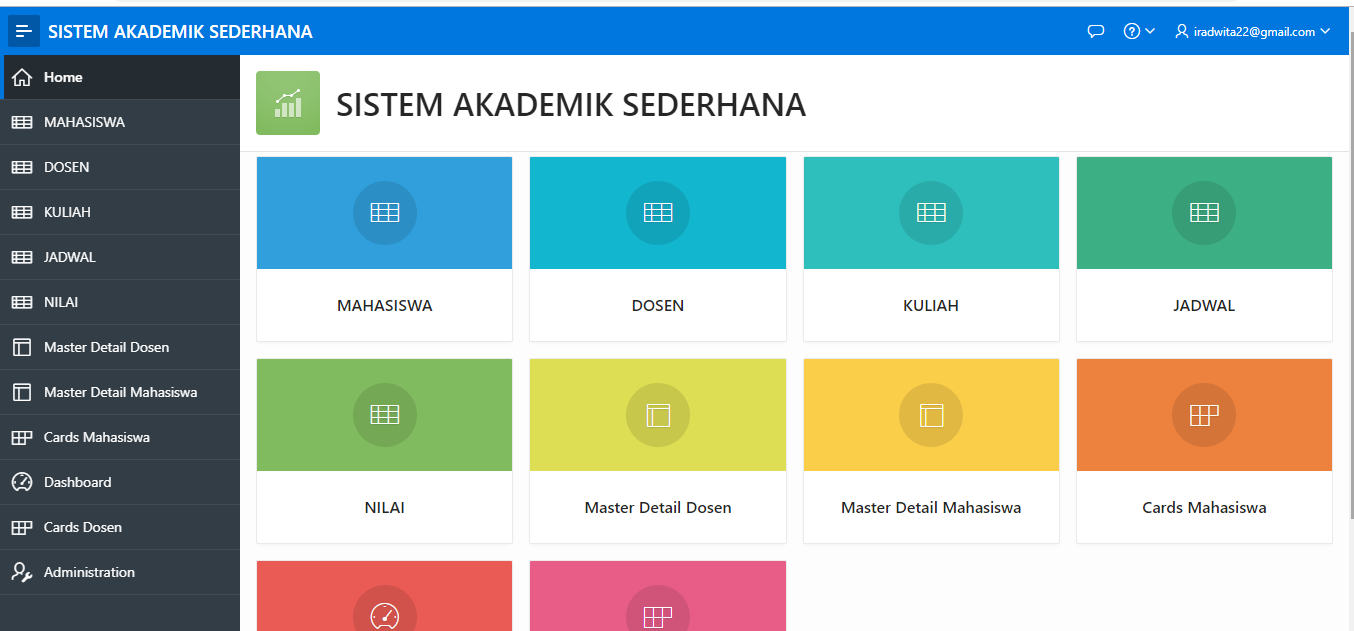 SISTEM AKADEMIK SEDERHANA
iradwita22@gmail.com
Home
MAHASISWA
DOSEN
KULIAH
JADWAL
NILAI
Master Detail Dosen
Master Detail Mahasiswa
Cards Mahasiswa
Dashboard
Cards Dosen
Administration
SISTEM AKADEMIK SEDERHANA
MAHASISWA
DOSEN
KULIAH
JADWAL
NILAI
Master Detail Dosen
Master Detail Mahasiswa
Cards Mahasiswa